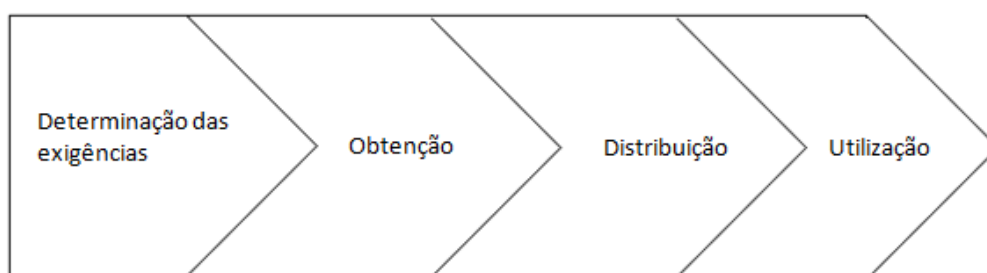 Determinação das
exigências
Obtenção
Distribuição
Utilização